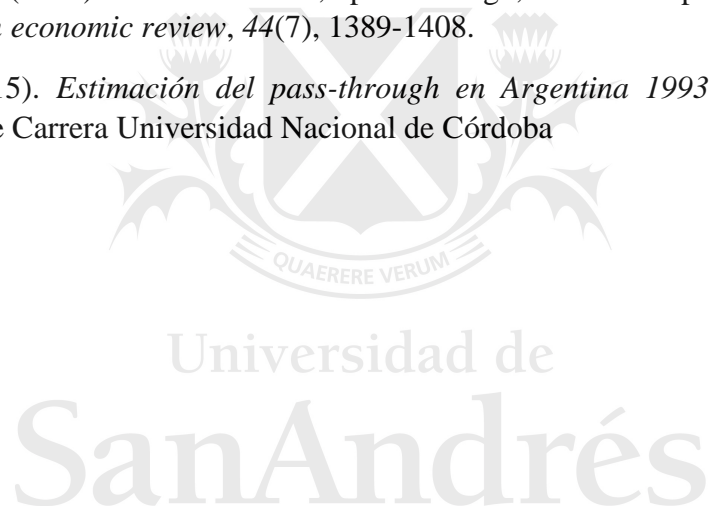 economic review, 44(7), 1389-1408.
15). Estimación del pass-through en Argentina 1993
Carrera Universidad Nacional de Córdoba
QUAERERE VERUM
Universidad de
SanAndrés